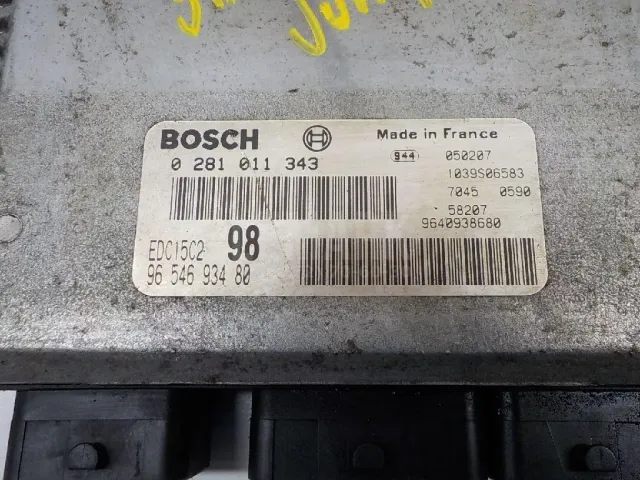 BOSCH Made in France
0 281 011 343 944 050207
1039S06583
7045 0590
58207
9640938680
EDC15C2 98
96 546 934 80